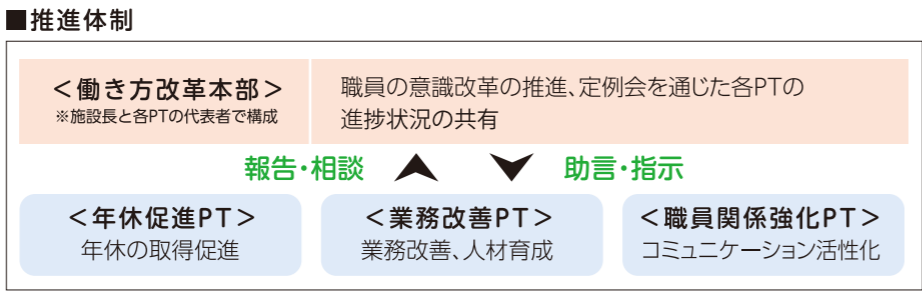 ■推進体制
＜働き方改革本部＞
※施設長と各PTの代表者で構成
職員の意識改革の推進、定例会を通じた各PTの
進捗状況の共有
報告・相談
助言・指示
＜年休促進PT＞
年休の取得促進
＜業務改善PT＞
業務改善、人材育成
＜職員関係強化PT＞
コミュニケーション活性化